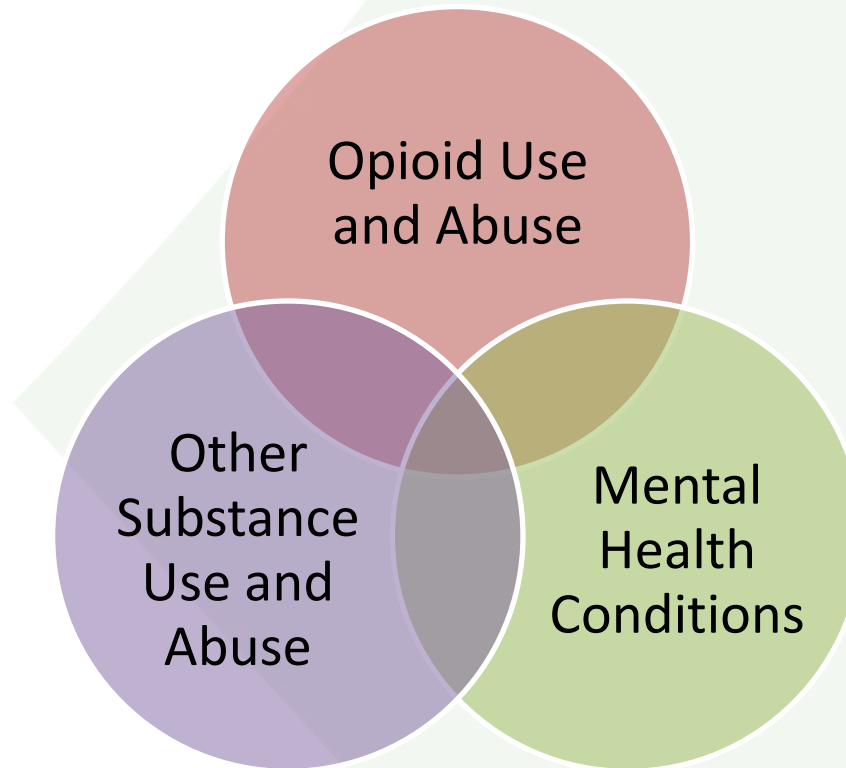 Opioid Use
and Abuse
Other
Substance
Use and
Abuse
Mental
Health
Conditions